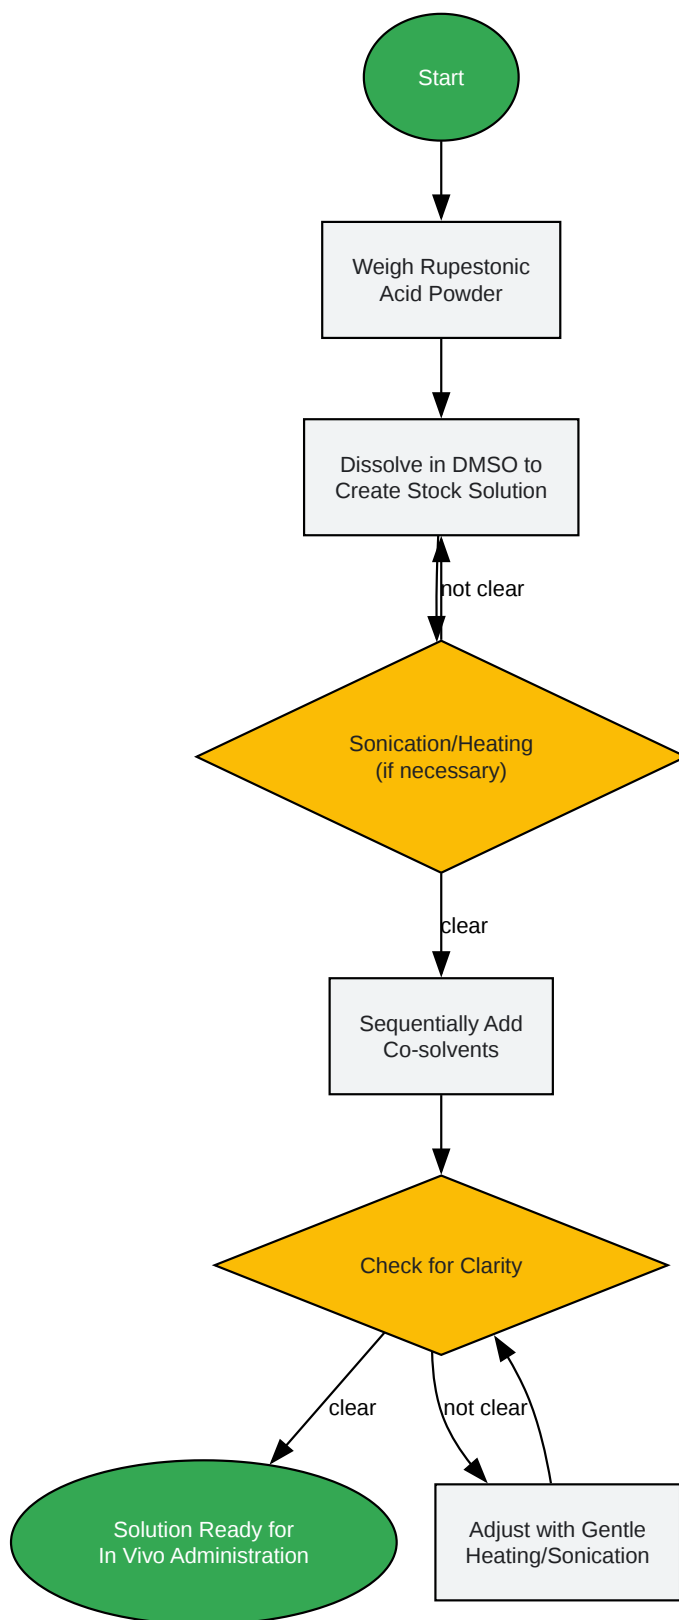 Start
Weigh Rupestonic
Acid Powder
Dissolve in DMSO to
Create Stock Solution
not clear
Sonication/Heating
(if necessary)
clear
Sequentially Add
Co-solvents
Check for Clarity
clear
not clear
Solution Ready for
In Vivo Administration
Adjust with Gentle
Heating/Sonication